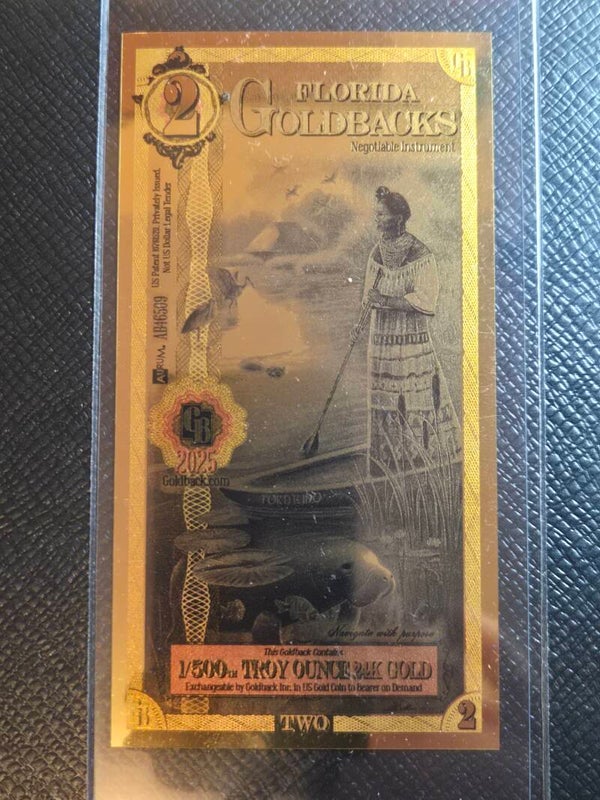 2
GB
FLORIDA
GOLDBACKS
Negotiable Instrument
US Patent Privately Issued.
Not US Dollar Legal Tender
AURUM. AB46589
GB
2025
Goldback.com
Navigate with purpose
This Goldback Contains
1/500TH TROY OUNCE 24K GOLD
Exchangeable by Goldback Inc. in US Gold Coin to Bearer on Demand
TWO
2